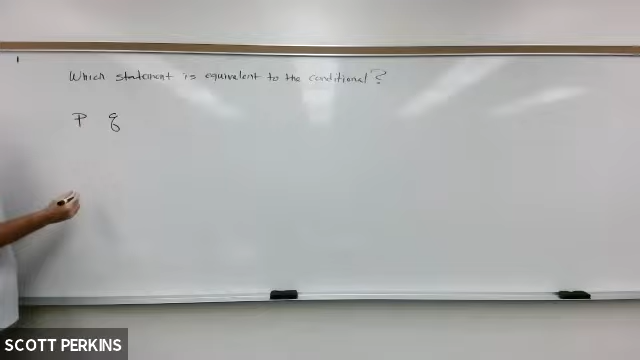 Which statement is equivalent to the conditional?
P q
SCOTT PERKINS